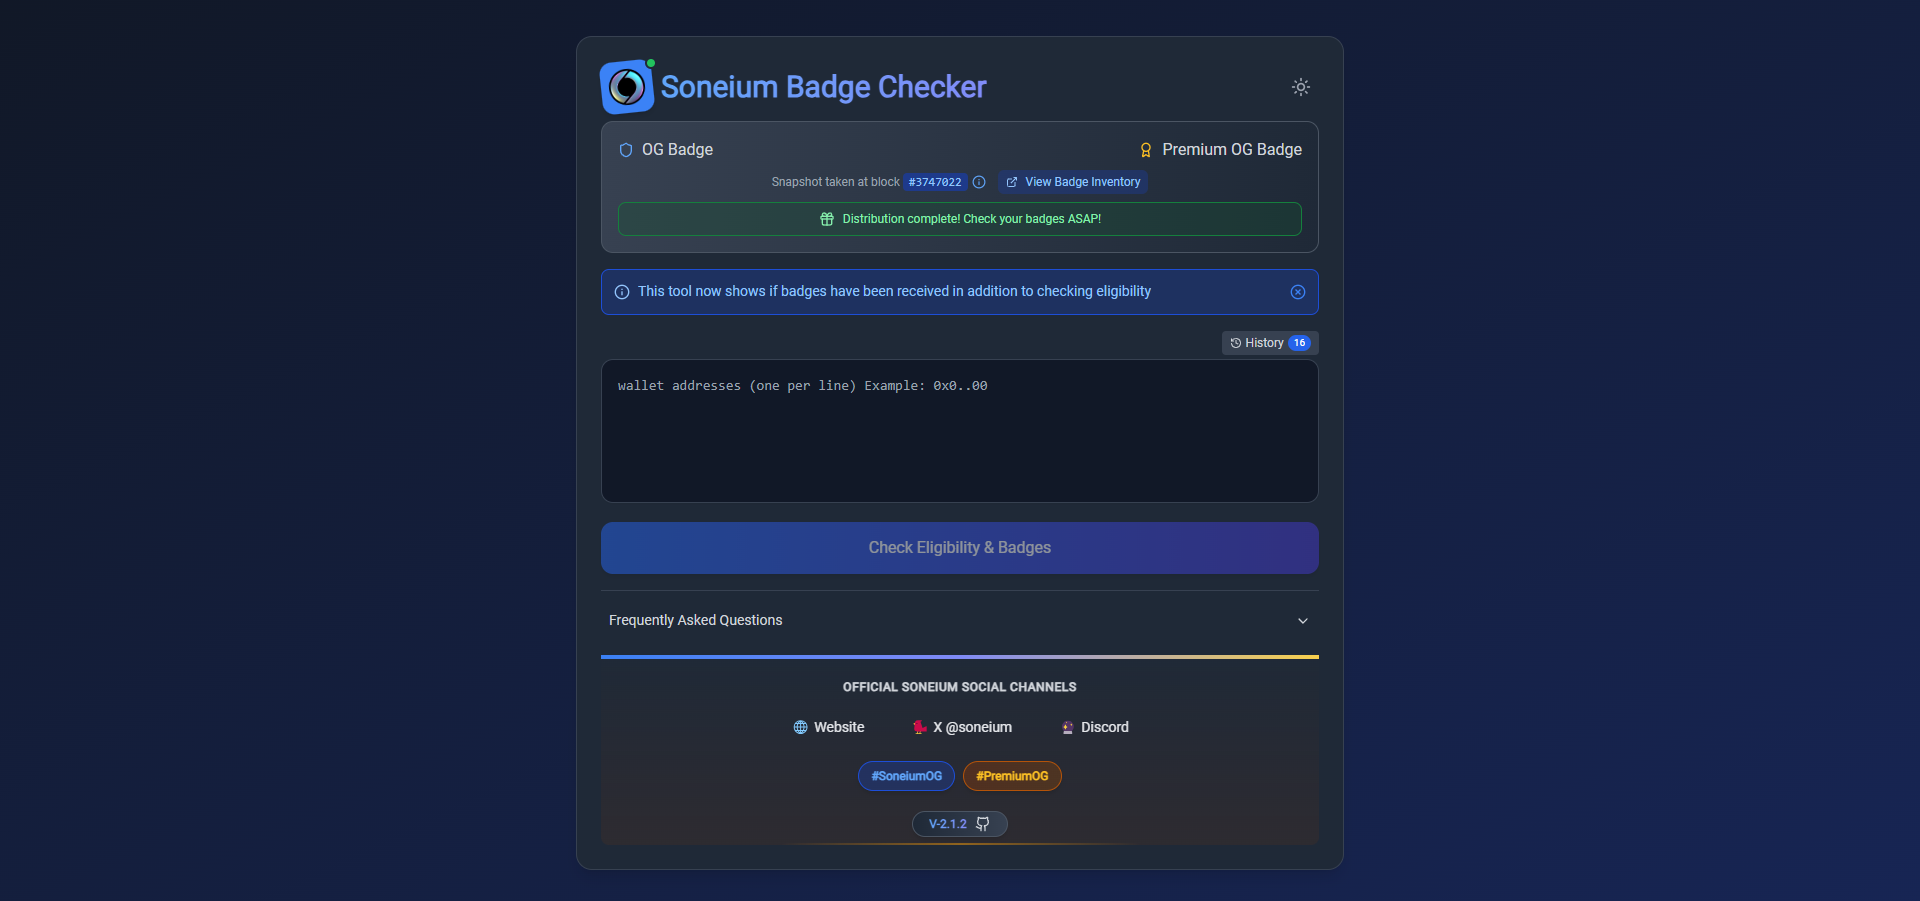 Soneium Badge Checker
OG Badge
Premium OG Badge
Snapshot taken at block #3747022
View Badge Inventory
Distribution complete! Check your badges ASAP!
This tool now shows if badges have been received in addition to checking eligibility
History 16
wallet addresses (one per line) Example: 0x0..00
Check Eligibility & Badges
Frequently Asked Questions
OFFICIAL SONEIUM SOCIAL CHANNELS
Website
X @soneium
Discord
#SoneiumOG
#PremiumOG
V-2.1.2